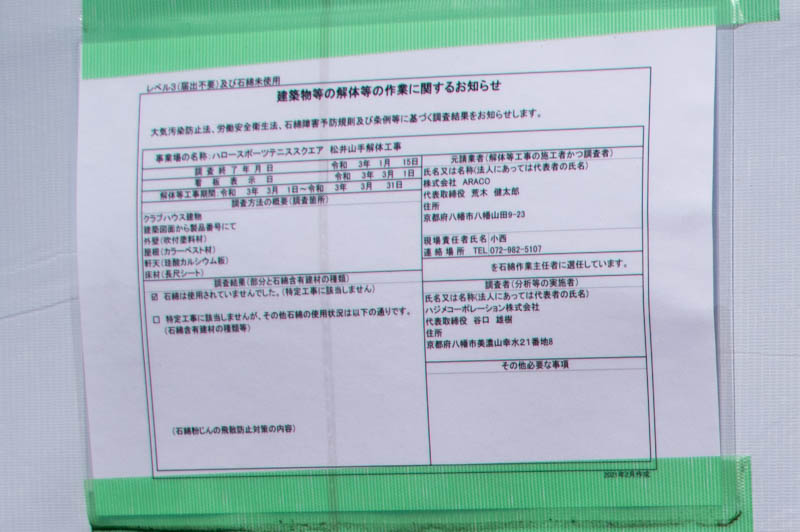 レベル3(届出不要)及び石綿未使用
建築物等の解体等の作業に関するお知らせ
大気汚染防止法、労働安全衛生法、石綿障害予防規則及び条例等に基づく調査結果をお知らせします。
事業場の名称:ハロースポーツテニススクエア 松井山手解体工事
調査終了年月日 令和 3年 1月 15日
看板表示日 令和 3年 3月 1日
解体等工事期間 令和 3年 3月 1日～令和 3年 3月 31日
調査方法の概要(調査箇所)
クラブハウス建物
建築図面から製品番号にて
外壁(吹付塗料材)
屋根(カラーベスト材)
軒天(珪酸カルシウム板)
床材(長尺シート)
調査結果(部分と石綿含有建材の種類)
☑ 石綿は使用されていませんでした。(特定工事に該当しません)
□ 特定工事に該当しませんが、その他石綿の使用状況は以下の通りです。
(石綿含有建材の種類等)
(石綿粉じんの飛散防止対策の内容)
元請業者(解体等工事の施工者かつ調査者)
氏名又は名称(法人にあっては代表者の氏名)
株式会社 ARACO
代表取締役 荒木 健太郎
住所
京都府八幡市八幡山田9-23
現場責任者氏名 小西
連絡場所 TEL 072-982-5107
を石綿作業主任者に選任しています。
調査者(分析等の実施者)
氏名又は名称(法人にあっては代表者の氏名)
ハジメコーポレーション株式会社
代表取締役 谷口 雄樹
住所
京都府八幡市美濃山幸水21番地8
その他必要な事項
2021年2月作成